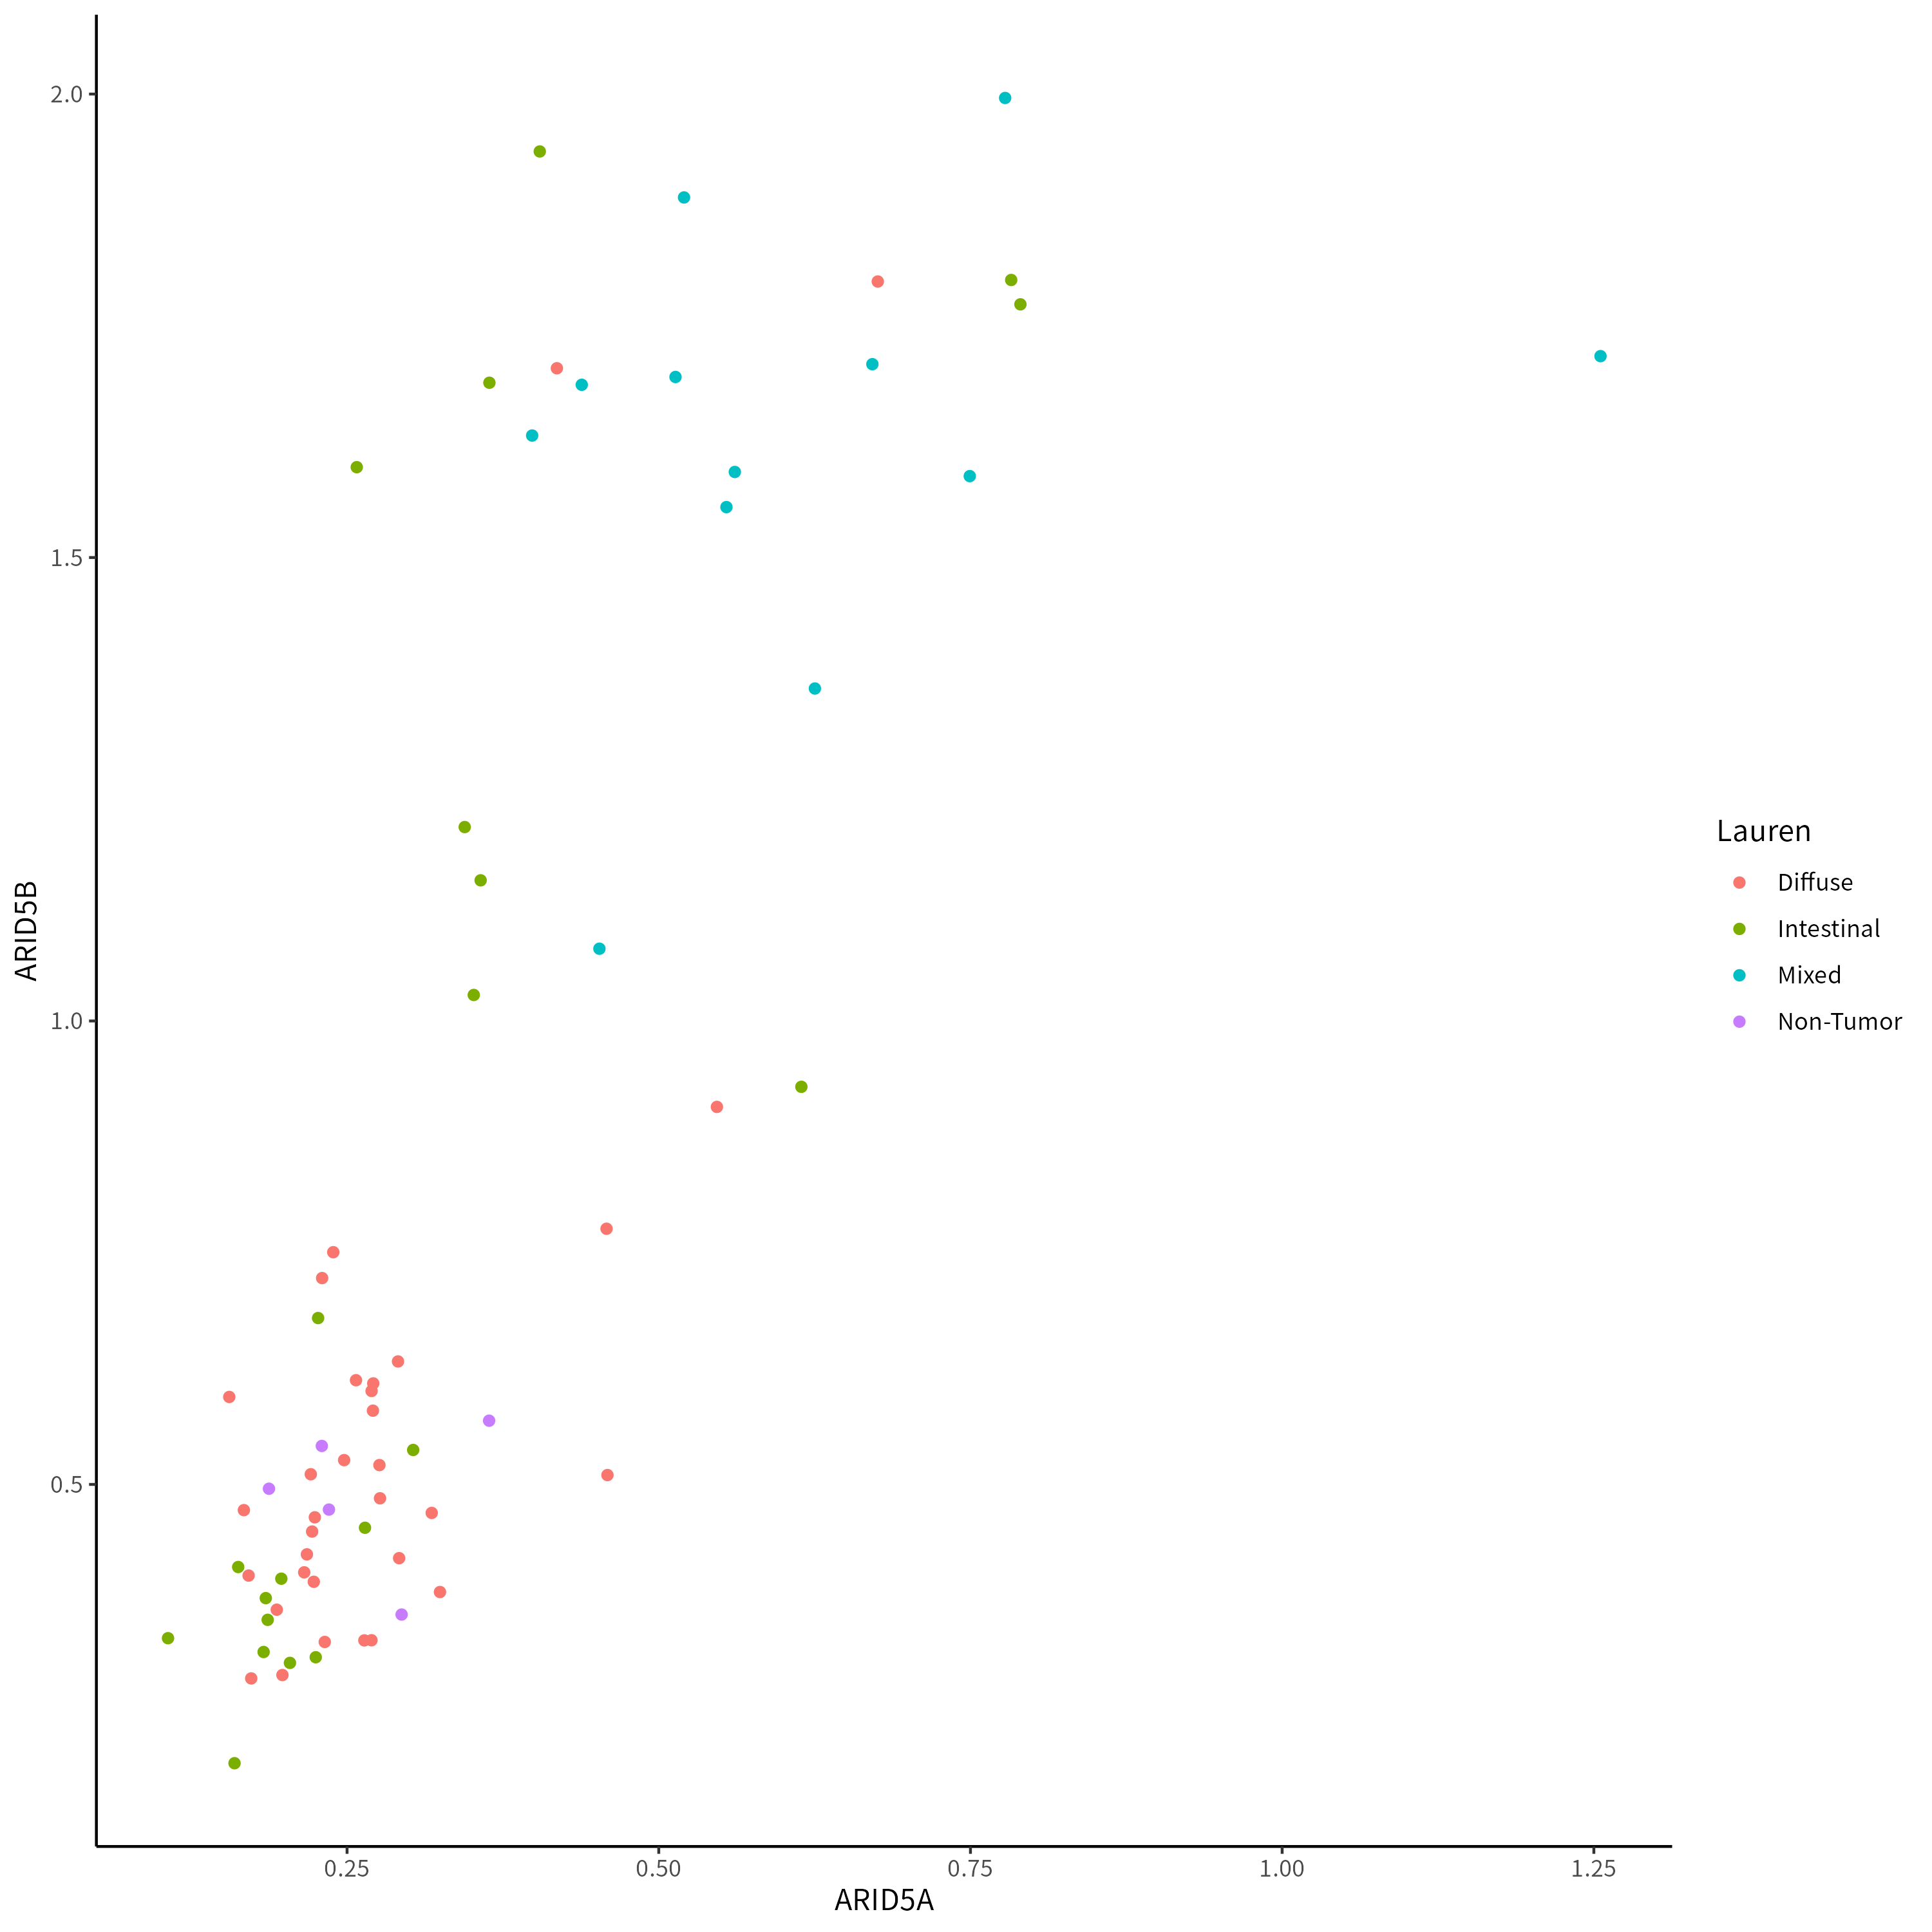 2.0
1.5
1.0
0.5
ARID5B
0.25
0.50
0.75
1.00
1.25
ARID5A
Lauren
Diffuse
Intestinal
Mixed
Non-Tumor